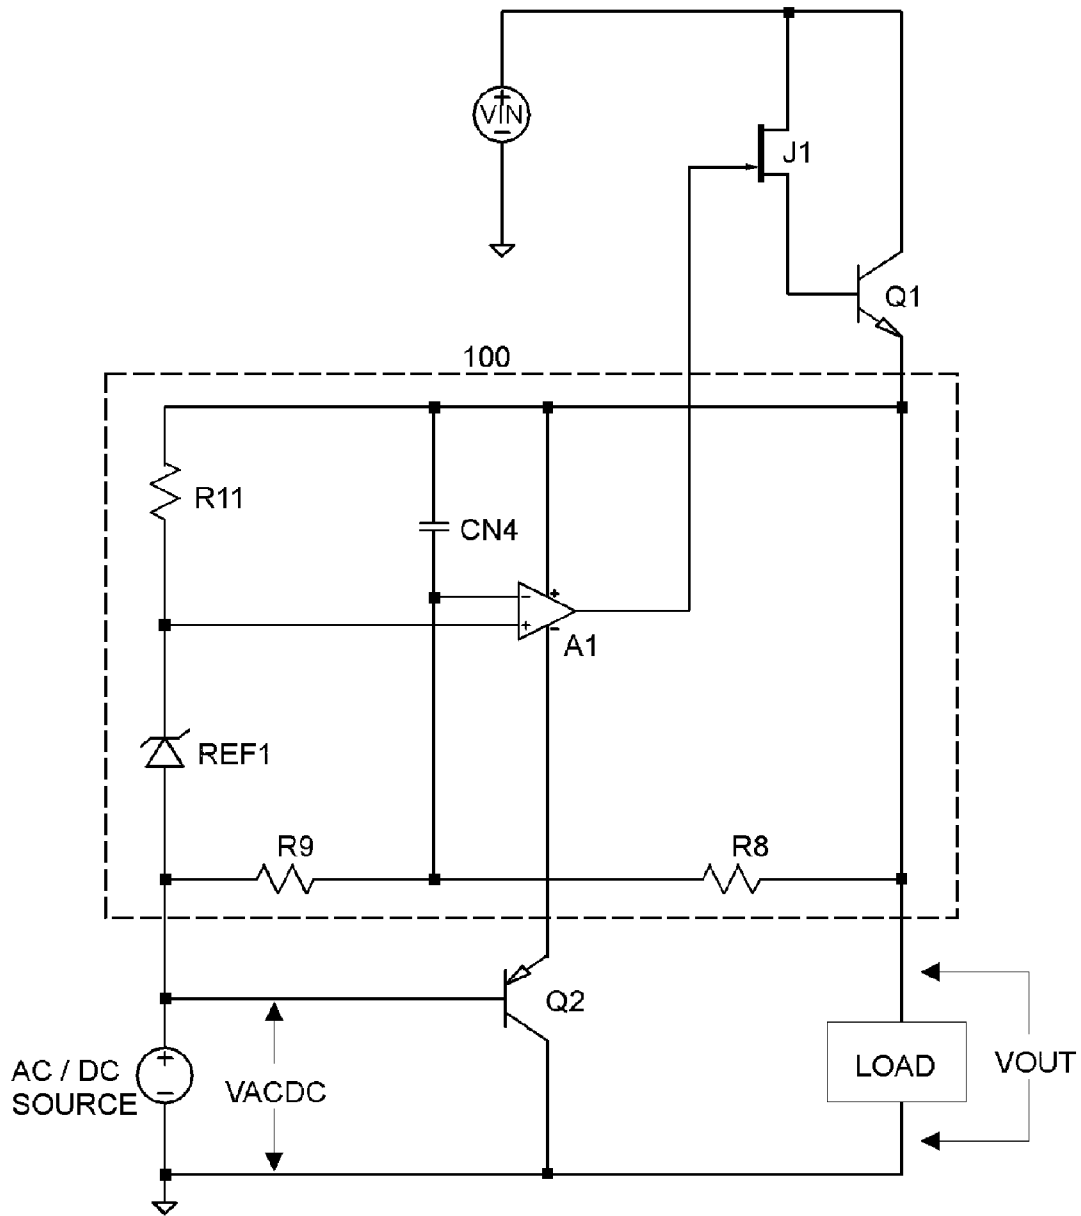 +
VIN
−
J1
Q1
100
R11
CN4
−
+
+
−
A1
REF1
R9
R8
Q2
AC / DC
SOURCE
+
−
VACDC
LOAD
VOUT